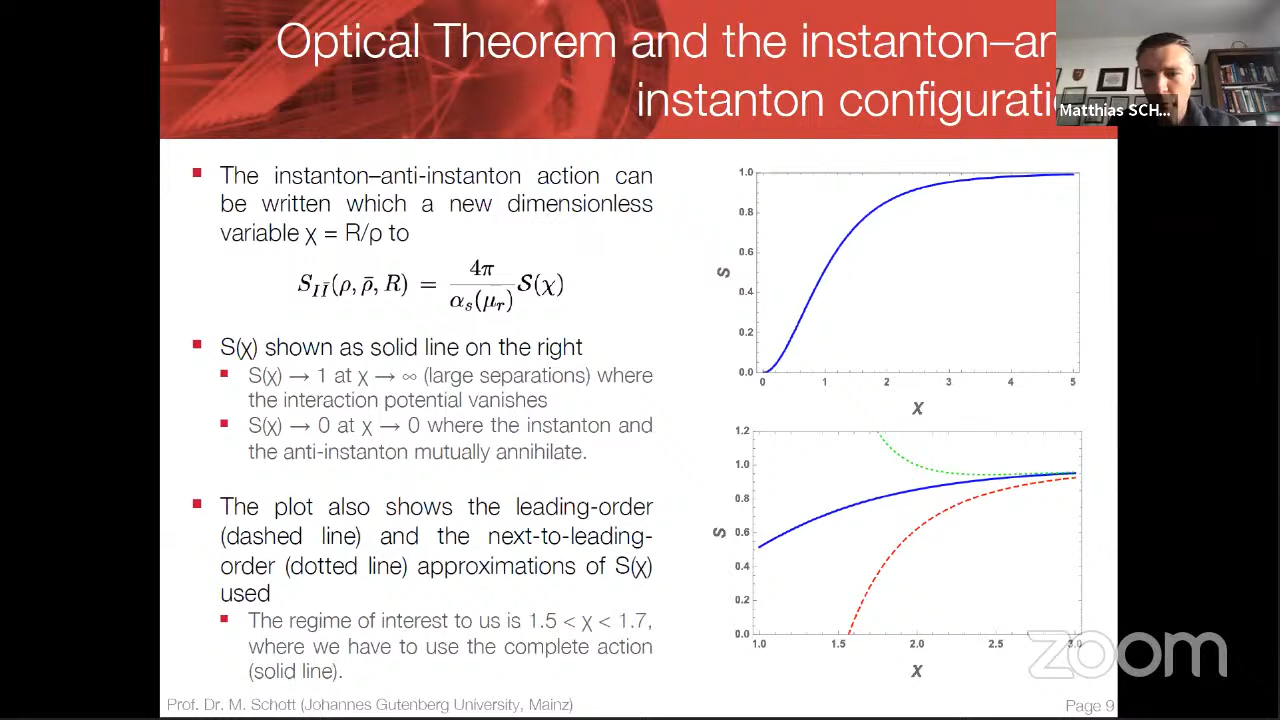 Optical Theorem and the instanton–an
instanton configurati
Matthias SCH...
The instanton–anti-instanton action can
be written which a new dimensionless
variable χ = R/ρ to
S_{IĪ}(ρ, ρ̄, R) = 4π/α_s(μ_r) 𝒮(χ)
S(χ) shown as solid line on the right
S(χ) → 1 at χ → ∞ (large separations) where
the interaction potential vanishes
S(χ) → 0 at χ → 0 where the instanton and
the anti-instanton mutually annihilate.
The plot also shows the leading-order
(dashed line) and the next-to-leading-
order (dotted line) approximations of S(χ)
used
The regime of interest to us is 1.5 < χ < 1.7,
where we have to use the complete action
(solid line).
1.0
0.8
0.6
S
0.4
0.2
0.0
0 1 2 3 4 5
χ
1.2
1.0
0.8
S
0.6
0.4
0.2
0.0
1.0 1.5 2.0 2.5 3.0
χ
zoom
Prof. Dr. M. Schott (Johannes Gutenberg University, Mainz)
Page 9